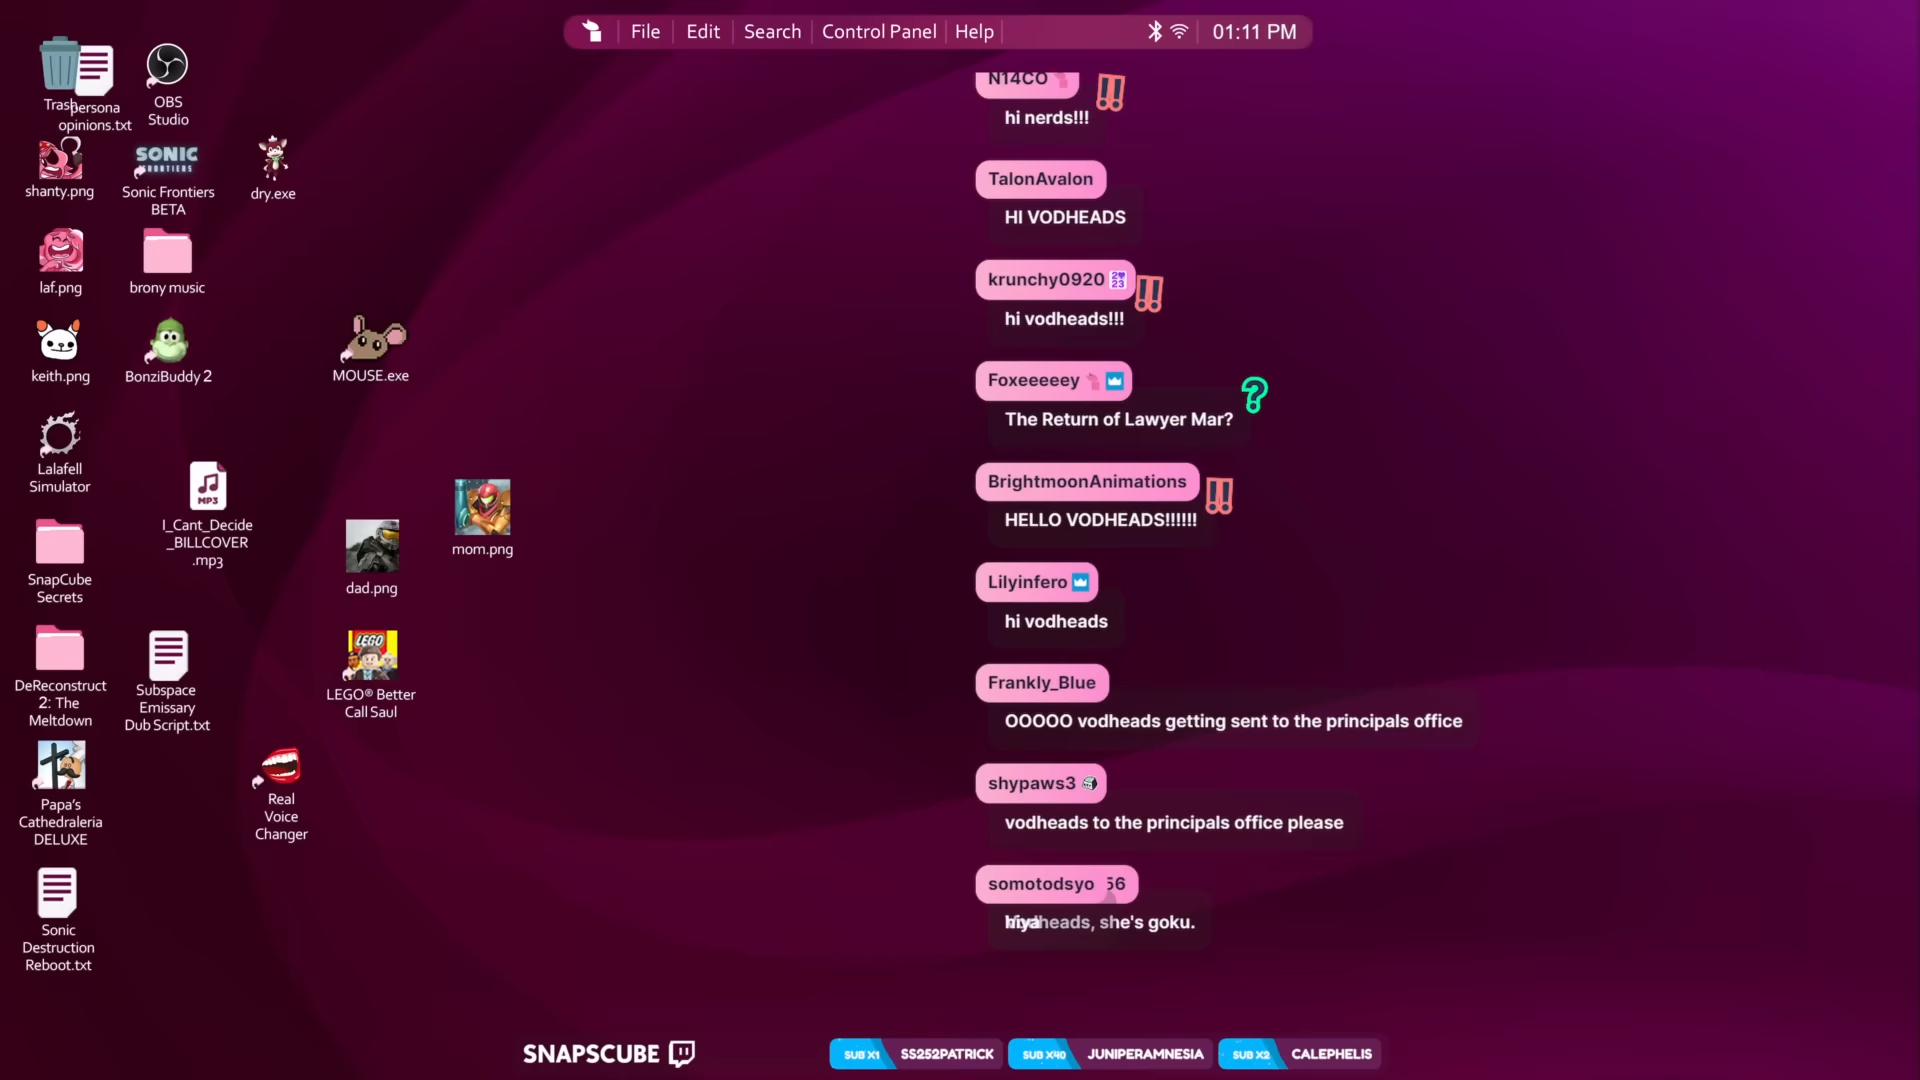 File Edit Search Control Panel Help 01:11 PM
Trash
persona
opinions.txt
OBS
Studio
shanty.png
SONIC
FRONTIERS
Sonic Frontiers
BETA
dry.exe
laf.png
brony music
keith.png
BonziBuddy 2
MOUSE.exe
Lalafell
Simulator
MP3
I_Cant_Decide
_BILLCOVER
.mp3
mom.png
dad.png
SnapCube
Secrets
DeReconstruct
2: The
Meltdown
Subspace
Emissary
Dub Script.txt
LEGO
LEGO® Better
Call Saul
Papa's
Cathedraleria
DELUXE
Real
Voice
Changer
Sonic
Destruction
Reboot.txt
N14CO
hi nerds!!!
TalonAvalon
HI VODHEADS
krunchy0920 2023
hi vodheads!!!
Foxeeeeey
The Return of Lawyer Mar?
BrightmoonAnimations
HELLO VODHEADS!!!!!!
Lilyinfero
hi vodheads
Frankly_Blue
OOOOO vodheads getting sent to the principals office
shypaws3
vodheads to the principals office please
somotodsyo 56
she's goku.
SNAPSCUBE
SUB X1 SS252PATRICK SUB X40 JUNIPERAMNESIA SUB X2 CALEPHELIS